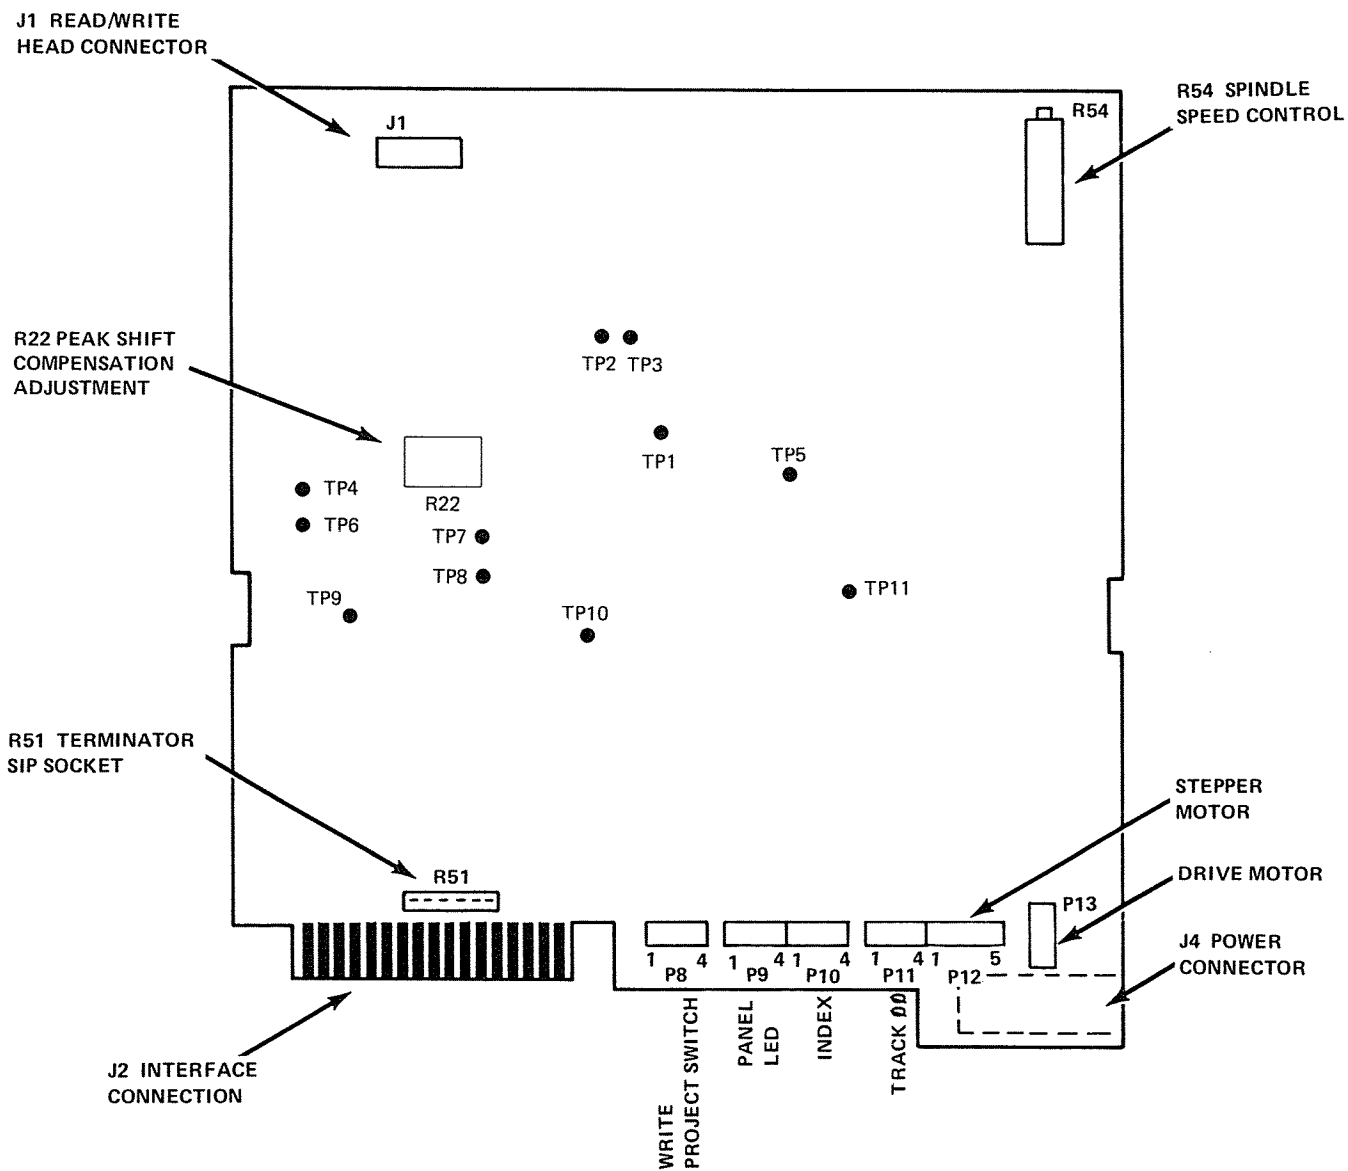 J1 READ/WRITE
HEAD CONNECTOR
R54 SPINDLE
SPEED CONTROL
J1
R54
R22 PEAK SHIFT
COMPENSATION
ADJUSTMENT
TP2 TP3
TP1
TP5
TP4
R22
TP6
TP7
TP8
TP9
TP10
TP11
R51 TERMINATOR
SIP SOCKET
STEPPER
MOTOR
R51
DRIVE MOTOR
P13
J4 POWER
CONNECTOR
1 4 1 4 1 4 1 4 1 5
P8 P9 P10 P11 P12
WRITE
PROJECT SWITCH
PANEL
LED
INDEX
TRACK 00
J2 INTERFACE
CONNECTION